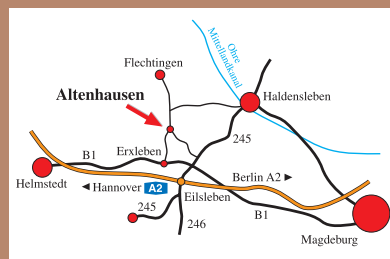 Ohre
Mittellandkanal
Flechtingen
Altenhausen
Haldensleben
245
Erxleben
B1
Helmstedt
Hannover A2
Berlin A2
Eilsleben
245
246
B1
Magdeburg